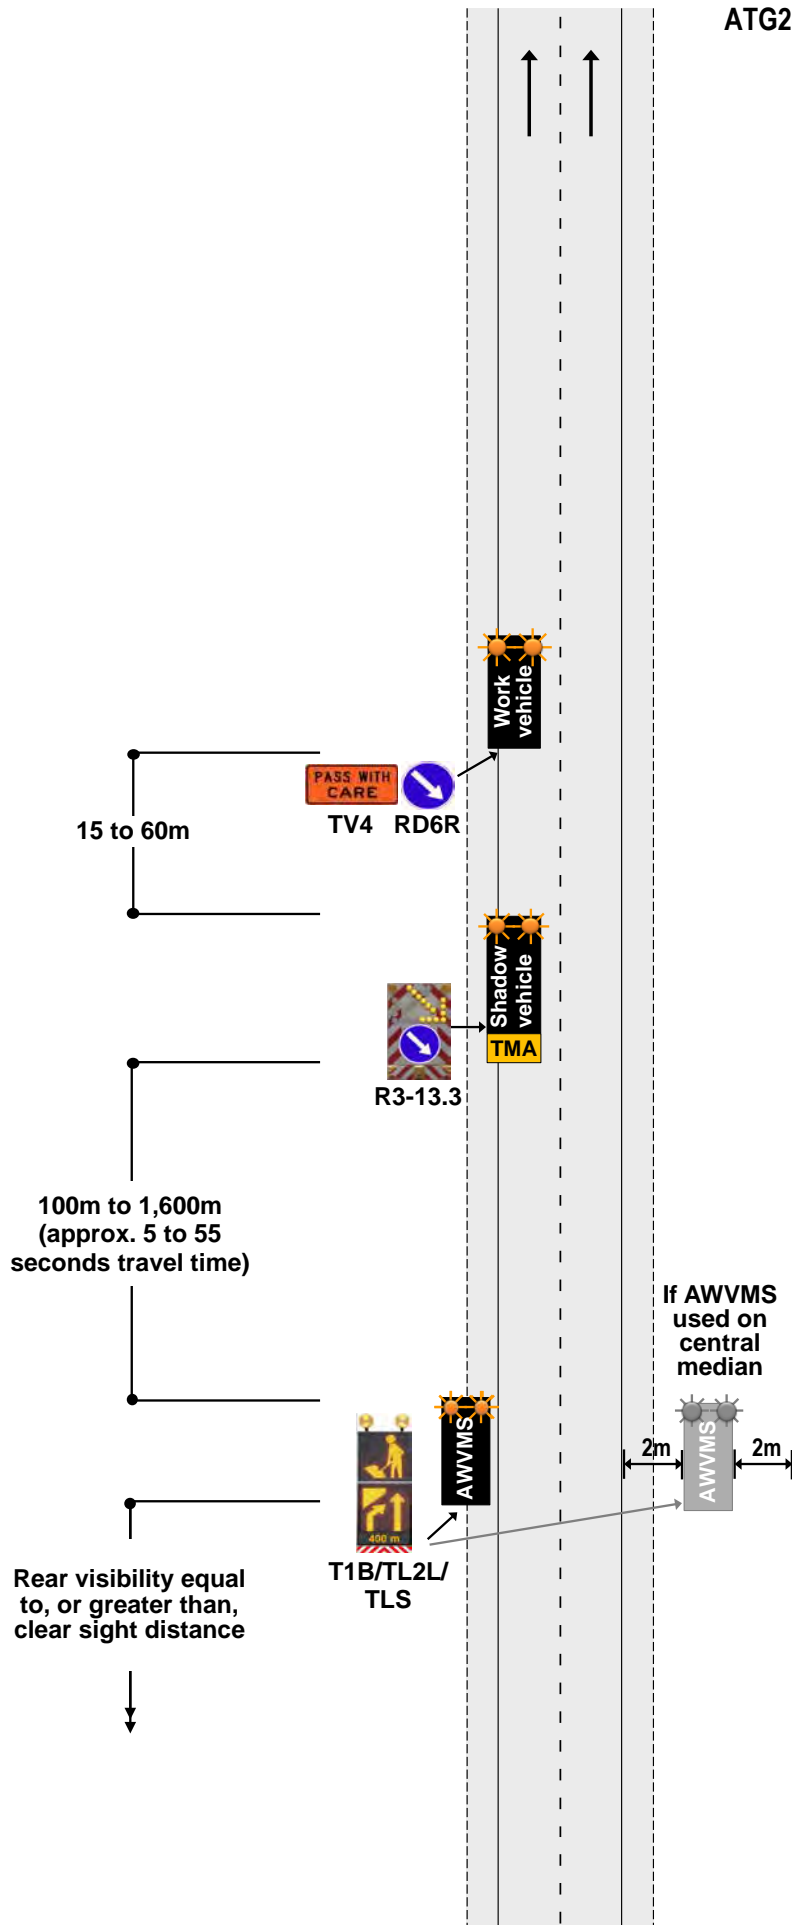 ATG2
Work
vehicle
PASS WITH
CARE
TV4 RD6R
15 to 60m
Shadow
vehicle
TMA
R3-13.3
100m to 1,600m
(approx. 5 to 55
seconds travel time)
If AWVMS
used on
central
median
AWVMS
2m
AWVMS
2m
400 m
T1B/TL2L/
TLS
Rear visibility equal
to, or greater than,
clear sight distance